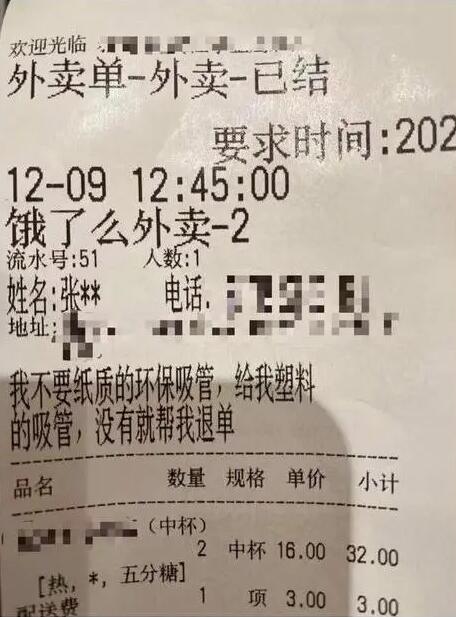 欢迎光临
外卖单-外卖-已结
要求时间:202
12-09 12:45:00
饿了么外卖-2
流水号:51 人数:1
姓名:张** 电话:
地址:
我不要纸质的环保吸管，给我塑料
的吸管，没有就帮我退单
品名 数量 规格 单价 小计
（中杯）
2 中杯 16.00 32.00
[热，*，五分糖]
配送费 1 项 3.00 3.00